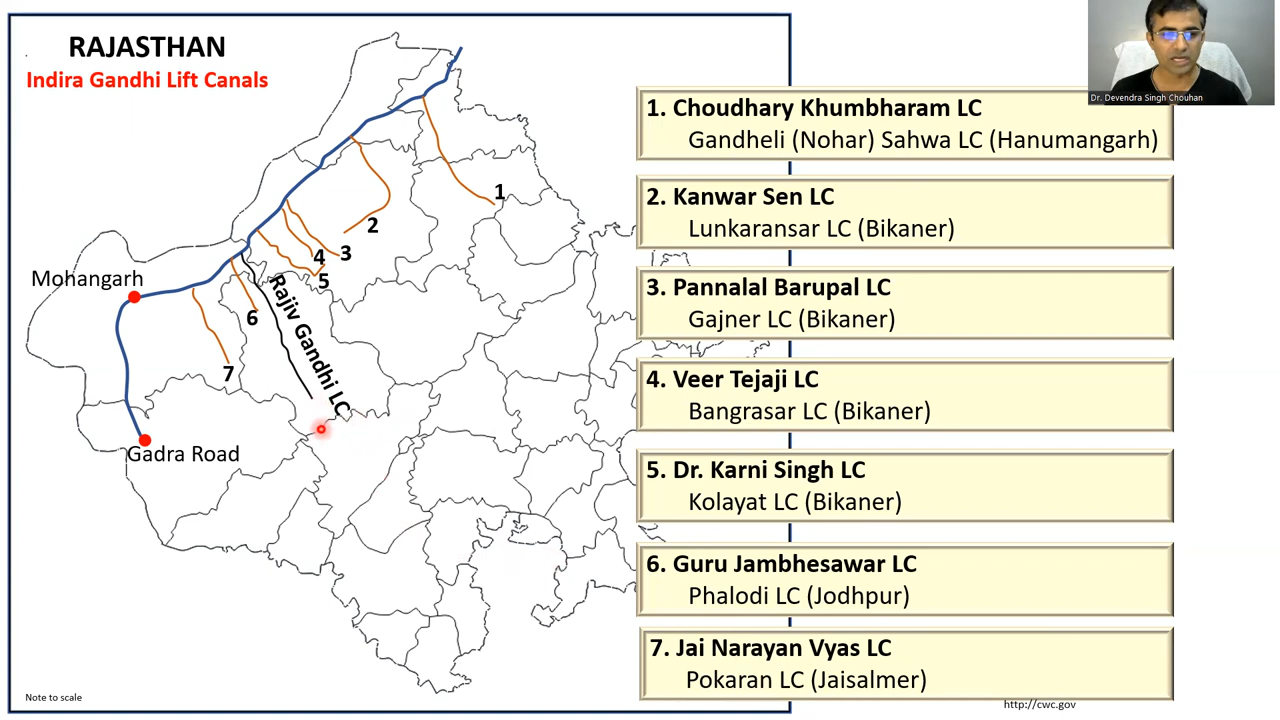 RAJASTHAN
Indira Gandhi Lift Canals
Dr. Devendra Singh Chouhan
1. Choudhary Khumbharam LC
Gandheli (Nohar) Sahwa LC (Hanumangarh)
2. Kanwar Sen LC
Lunkaransar LC (Bikaner)
3. Pannalal Barupal LC
Gajner LC (Bikaner)
4. Veer Tejaji LC
Bangrasar LC (Bikaner)
5. Dr. Karni Singh LC
Kolayat LC (Bikaner)
6. Guru Jambhesawar LC
Phalodi LC (Jodhpur)
7. Jai Narayan Vyas LC
Pokaran LC (Jaisalmer)
1
2
3
4
5
Mohangarh
Rajiv Gandhi LC
6
7
Gadra Road
Note to scale
http://cwc.gov